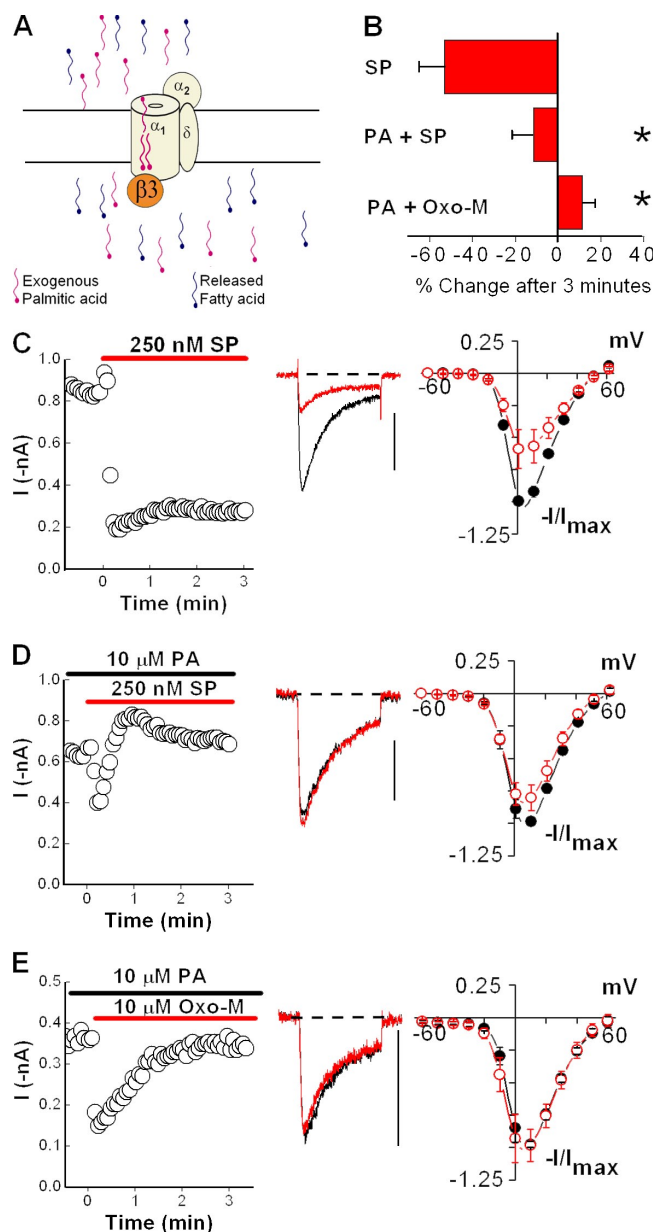 A
α2
α1
δ
β3
Exogenous
Palmitic acid
Released
Fatty acid
B
SP
PA + SP
*
PA + Oxo-M
*
-60 -40 -20 0 20 40
% Change after 3 minutes
C
250 nM SP
1.0
0.8
0.6
0.4
0.2
0.0
I (-nA)
0 1 2 3
Time (min)
0.25
mV
-60
60
-I/Imax
-1.25
D
10 μM PA
250 nM SP
1.0
0.8
0.6
0.4
0.2
0.0
I (-nA)
0 1 2 3
Time (min)
0.25
mV
-60
60
-I/Imax
-1.25
E
10 μM PA
10 μM Oxo-M
0.5
0.4
0.3
0.2
0.1
0.0
I (-nA)
0 1 2 3
Time (min)
0.25
mV
-60
60
-I/Imax
-1.25